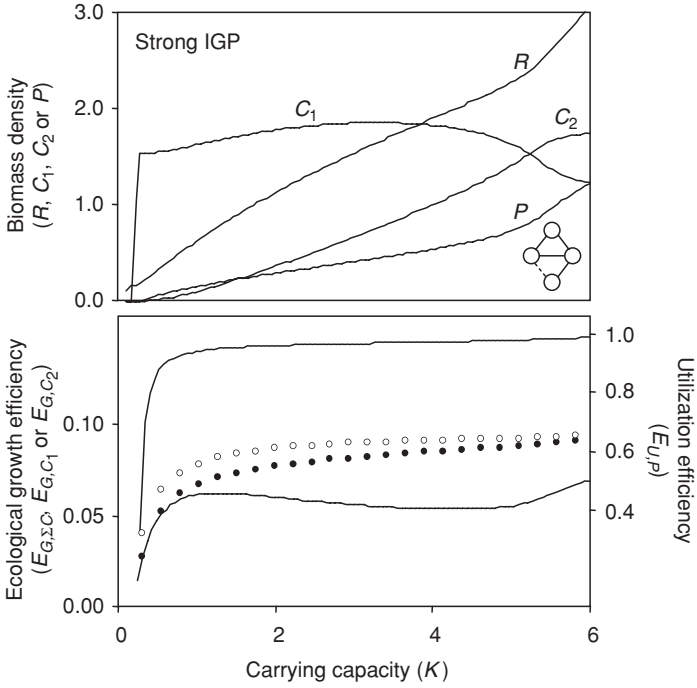 Strong IGP
3.0
2.0
1.0
0.0
Biomass density
(R, C1, C2 or P)
R
C1
C2
P
0.10
0.05
0.00
Ecological growth efficiency
(EG,ΣC, EG,C1 or EG,C2)
1.0
0.8
0.6
0.4
Utilization efficiency
(EU,P)
0 2 4 6
Carrying capacity (K)